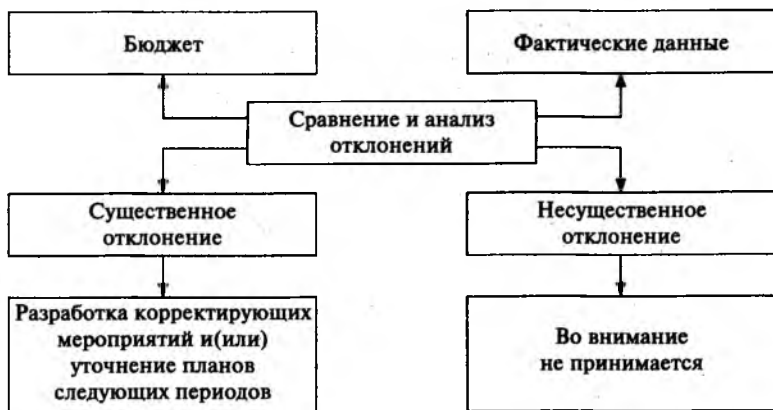 Бюджет
Фактические данные
Сравнение и анализ
отклонений
Существенное
отклонение
Несущественное
отклонение
Разработка корректирующих
мероприятий и(или)
уточнение планов
следующих периодов
Во внимание
не принимается